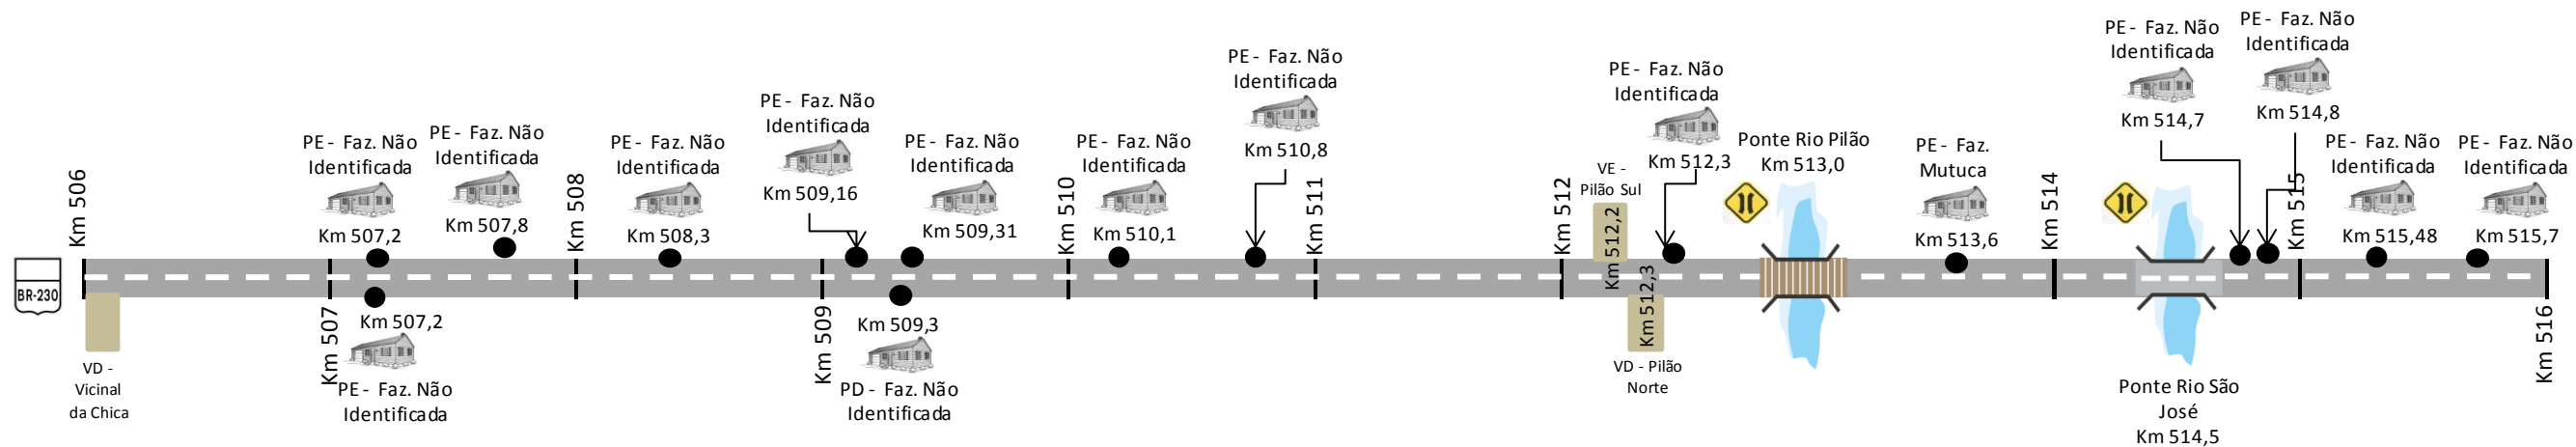 BR-230
Km 506
VD -
Vicinal
da Chica
Km 507
PE - Faz. Não
Identificada
Km 507,2
Km 507,2
PE - Faz. Não
Identificada
PE - Faz. Não
Identificada
Km 507,8
Km 508
PE - Faz. Não
Identificada
Km 508,3
PE - Faz. Não
Identificada
Km 509,16
Km 509
PE - Faz. Não
Identificada
Km 509,31
Km 509,3
PD - Faz. Não
Identificada
Km 510
PE - Faz. Não
Identificada
Km 510,1
PE - Faz. Não
Identificada
Km 510,8
Km 511
Km 512
VE -
Pilão Sul
Km 512,2
Km 512,3
VD - Pilão
Norte
PE - Faz. Não
Identificada
Km 512,3
Ponte Rio Pilão
Km 513,0
PE - Faz.
Mutuca
Km 513,6
Km 514
Ponte Rio São
José
Km 514,5
PE - Faz. Não
Identificada
Km 514,7
PE - Faz. Não
Identificada
Km 514,8
Km 515
PE - Faz. Não
Identificada
Km 515,48
PE - Faz. Não
Identificada
Km 515,7
Km 516